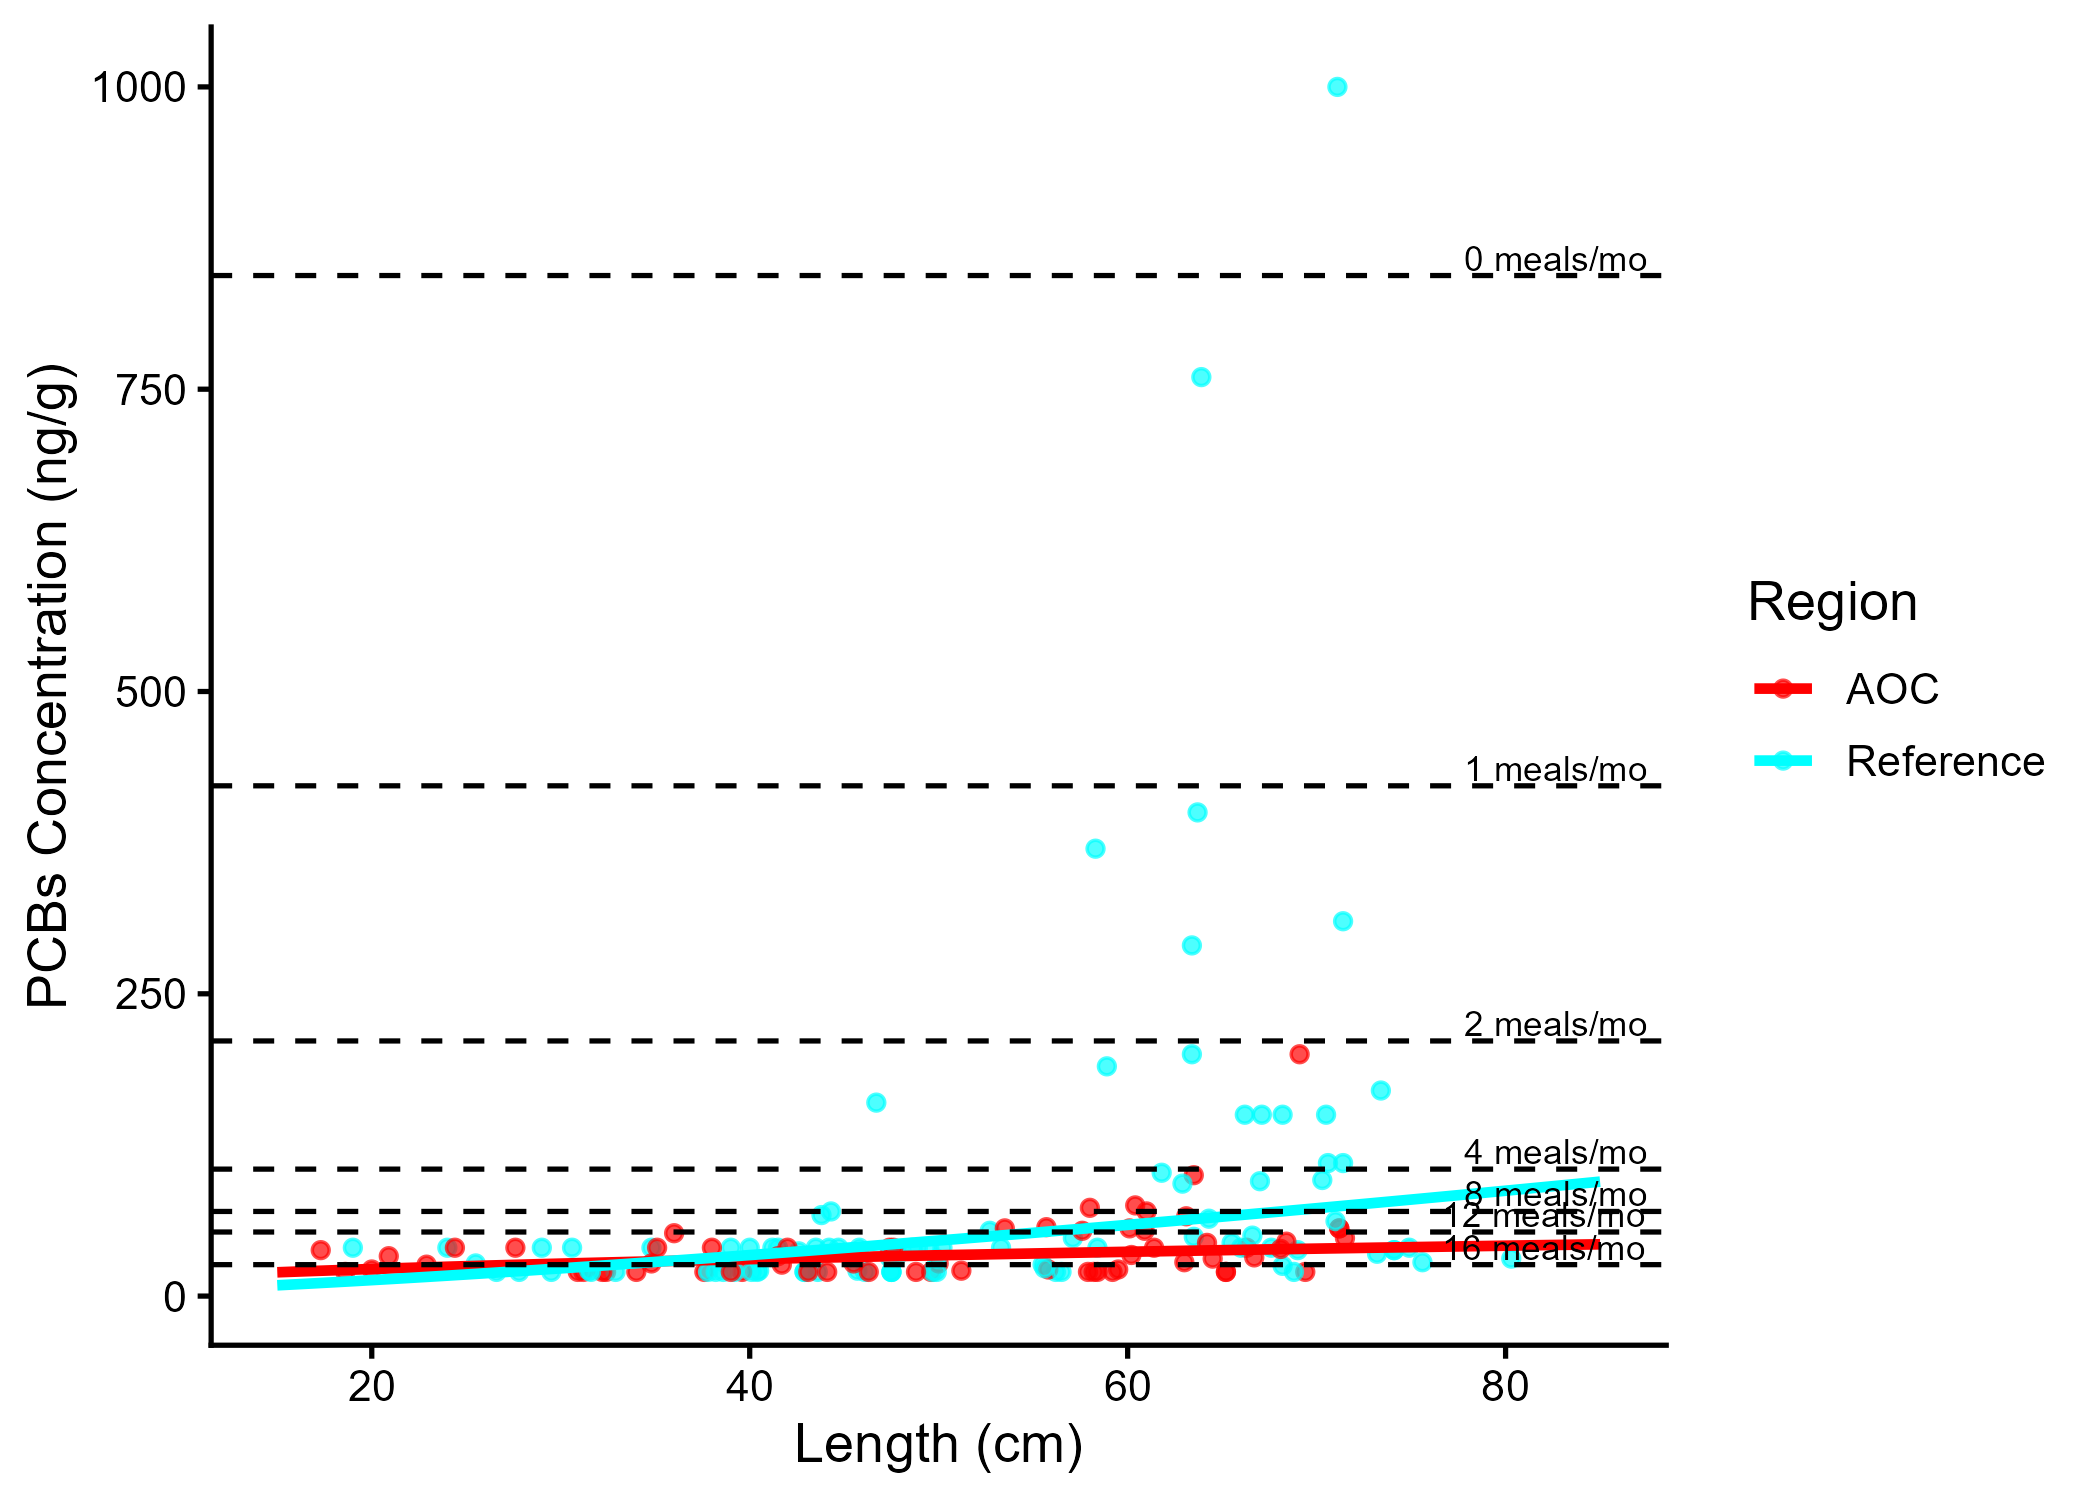 1000
750
500
250
0
PCBs Concentration (ng/g)
0 meals/mo
1 meals/mo
2 meals/mo
4 meals/mo
8 meals/mo
12 meals/mo
16 meals/mo
20
40
60
80
Length (cm)
Region
AOC
Reference